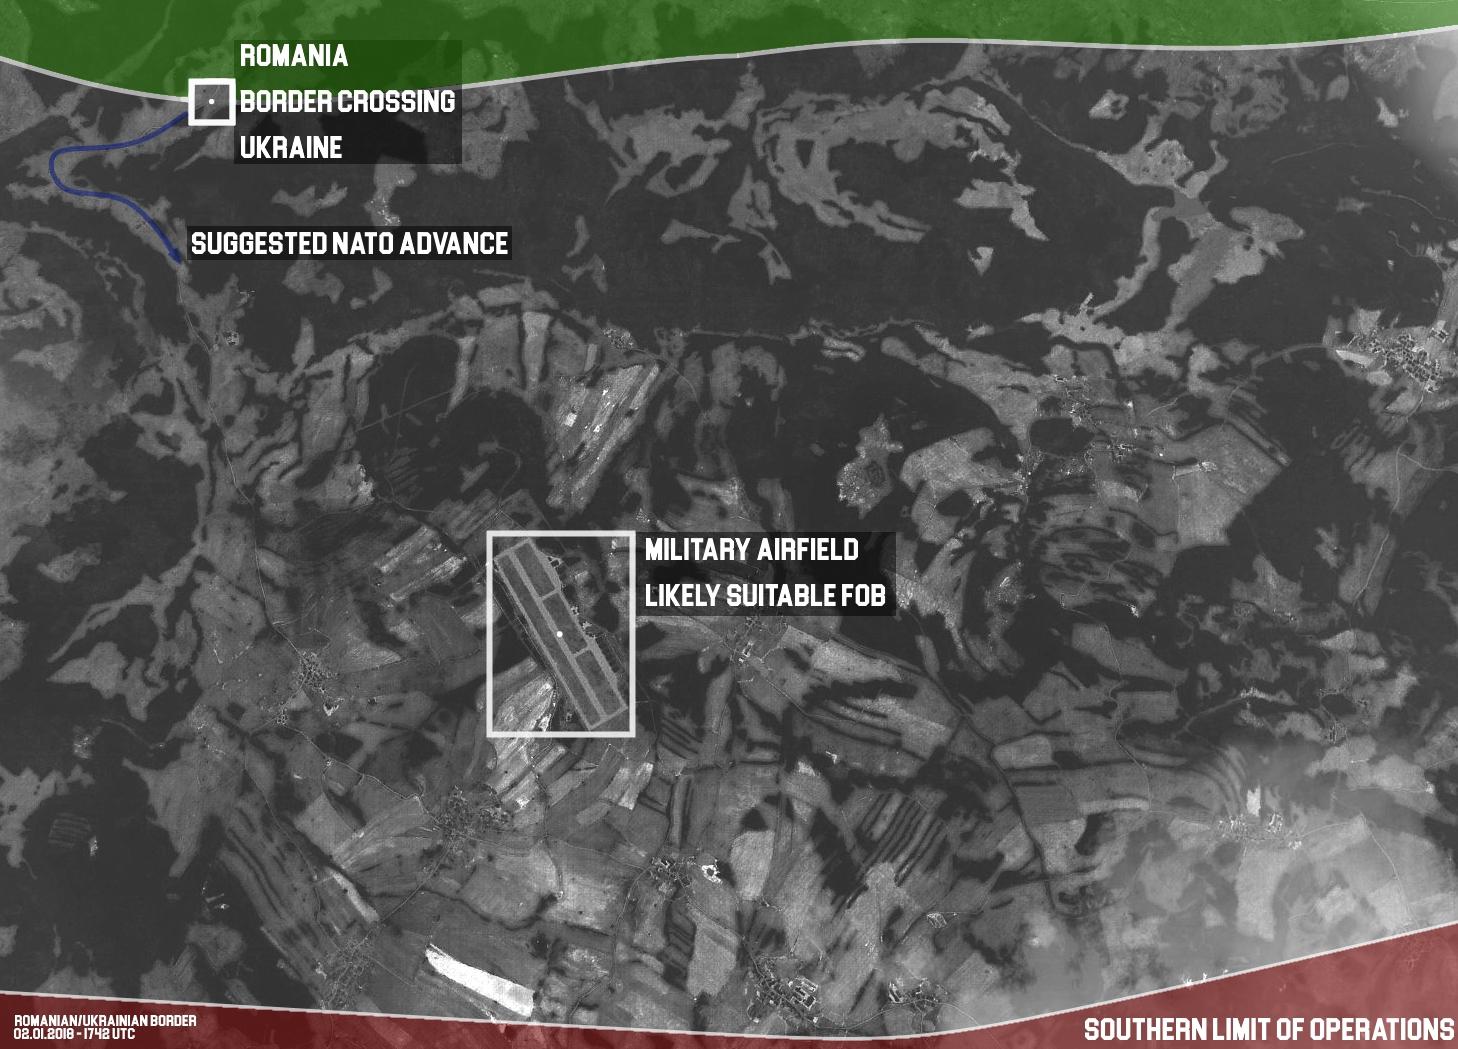 ROMANIA
BORDER CROSSING
UKRAINE
SUGGESTED NATO ADVANCE
MILITARY AIRFIELD
LIKELY SUITABLE FOB
ROMANIAN/UKRAINIAN BORDER
02.01.2018 - 1742 UTC
SOUTHERN LIMIT OF OPERATIONS